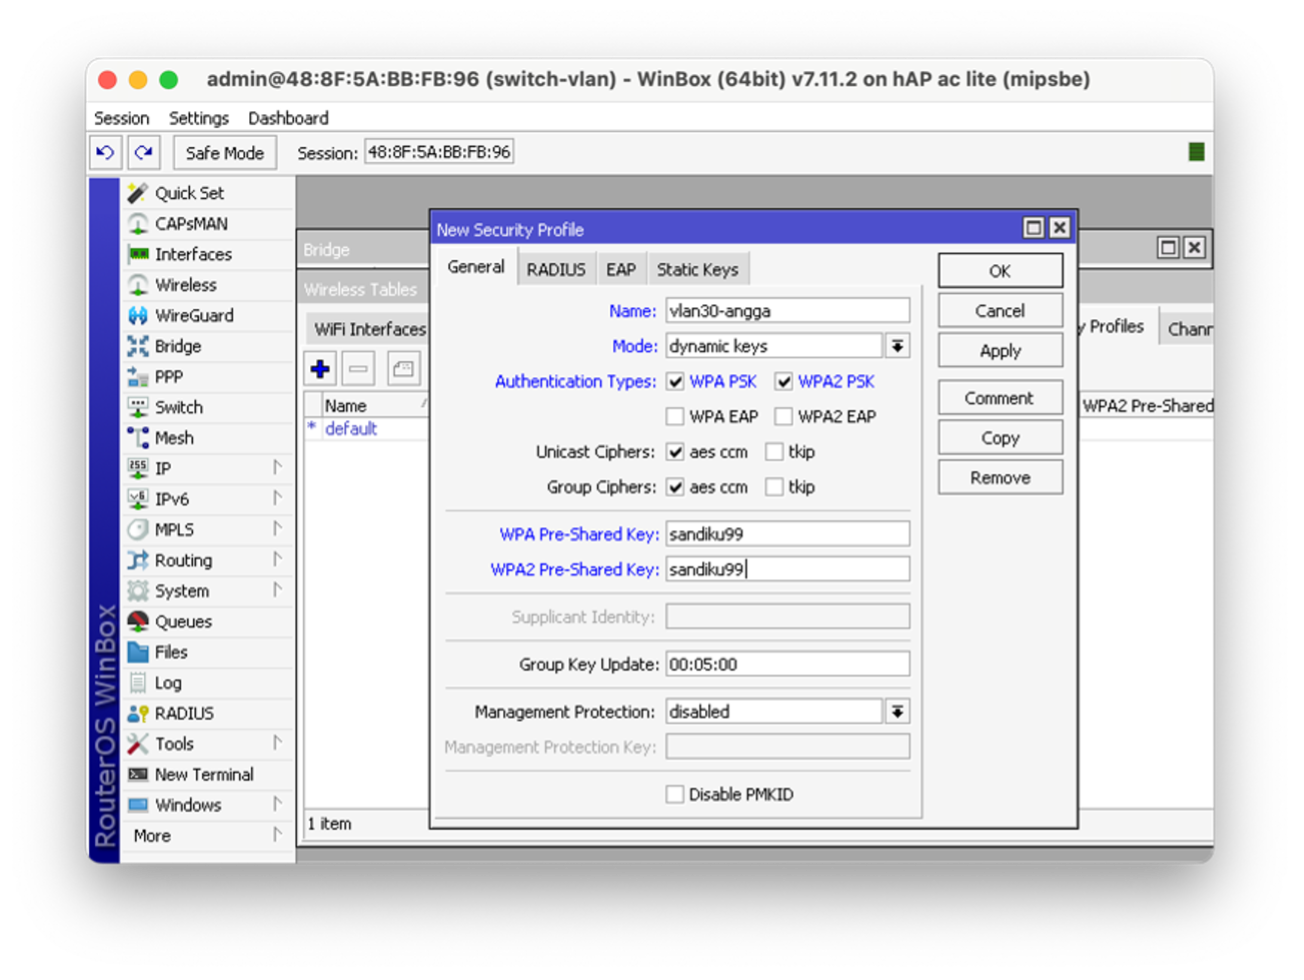 admin@48:8F:5A:BB:FB:96 (switch-vlan) - WinBox (64bit) v7.11.2 on hAP ac lite (mipsbe)
Session Settings Dashboard
Safe Mode Session: 48:8F:5A:BB:FB:96
RouterOS WinBox
Quick Set
CAPsMAN
Interfaces
Wireless
WireGuard
Bridge
PPP
Switch
Mesh
IP
IPv6
MPLS
Routing
System
Queues
Files
Log
RADIUS
Tools
New Terminal
Windows
More
Bridge
Wireless Tables
WiFi Interfaces
y Profiles Chann
Name
WPA2 Pre-Shared
* default
1 item
New Security Profile
General RADIUS EAP Static Keys
Name: vlan30-angga
Mode: dynamic keys
Authentication Types: WPA PSK WPA2 PSK
WPA EAP WPA2 EAP
Unicast Ciphers: aes ccm tkip
Group Ciphers: aes ccm tkip
WPA Pre-Shared Key: sandiku99
WPA2 Pre-Shared Key: sandiku99
Supplicant Identity:
Group Key Update: 00:05:00
Management Protection: disabled
Management Protection Key:
Disable PMKID
OK
Cancel
Apply
Comment
Copy
Remove